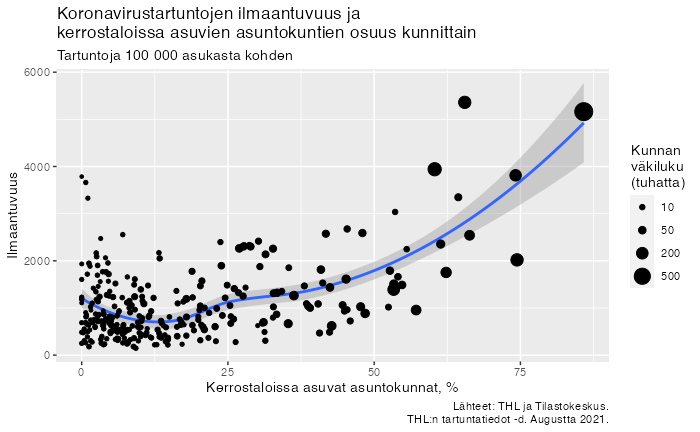 Koronavirustartuntojen ilmaantuvuus ja
kerrostaloissa asuvien asuntokuntien osuus kunnittain
Tartuntoja 100 000 asukasta kohden
Ilmaantuvuus
6000
4000
2000
0
0
25
50
75
Kerrostaloissa asuvat asuntokunnat, %
Kunnan
väkiluku
(tuhatta)
10
50
200
500
Lähteet: THL ja Tilastokeskus.
THL:n tartuntatiedot -d. Augustta 2021.